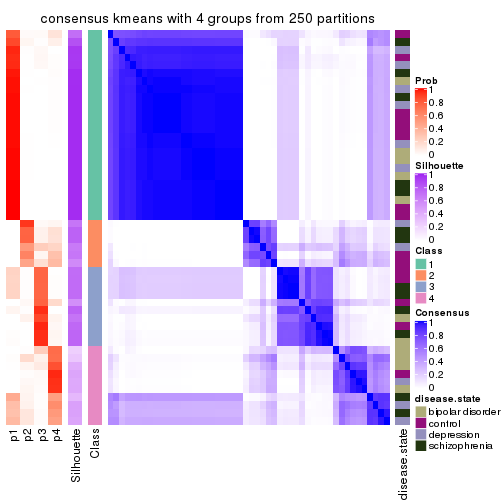 consensus kmeans with 4 groups from 250 partitions
Prob
1
0.8
0.6
0.4
0.2
0
Silhouette
1
0.8
0.6
0.4
0.2
0
Class
1
2
3
4
Consensus
1
0.8
0.6
0.4
0.2
0
disease.state
bipolar disorder
control
depression
schizophrenia
p1
p2
p3
p4
Silhouette
Class
disease.state